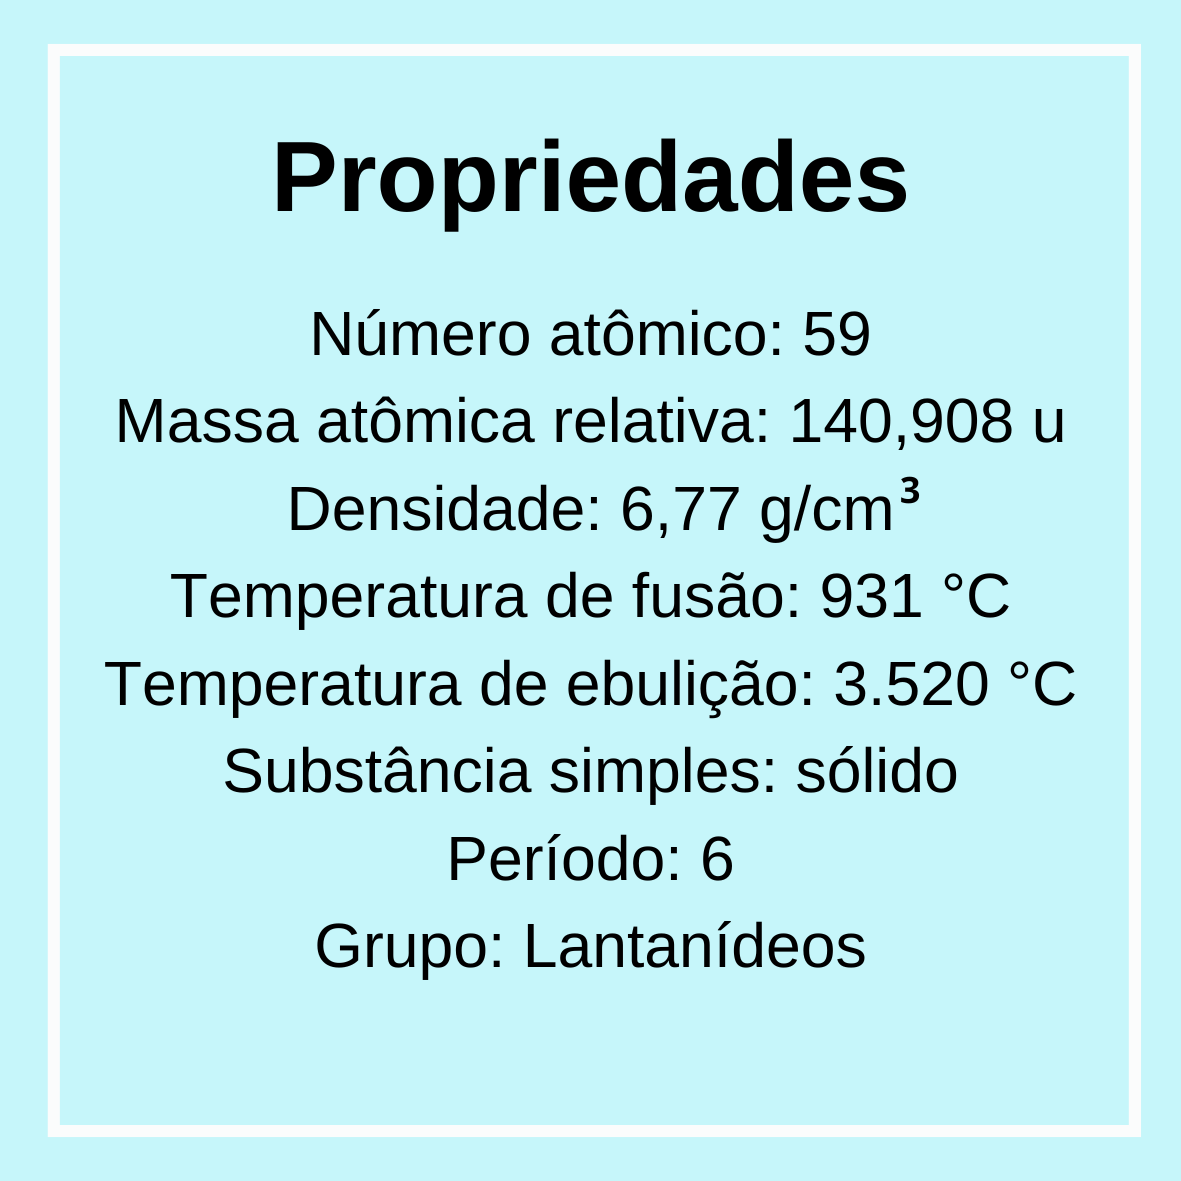 Propriedades
Número atômico: 59
Massa atômica relativa: 140,908 u
Densidade: 6,77 g/cm³
Temperatura de fusão: 931 °C
Temperatura de ebulição: 3.520 °C
Substância simples: sólido
Período: 6
Grupo: Lantanídeos